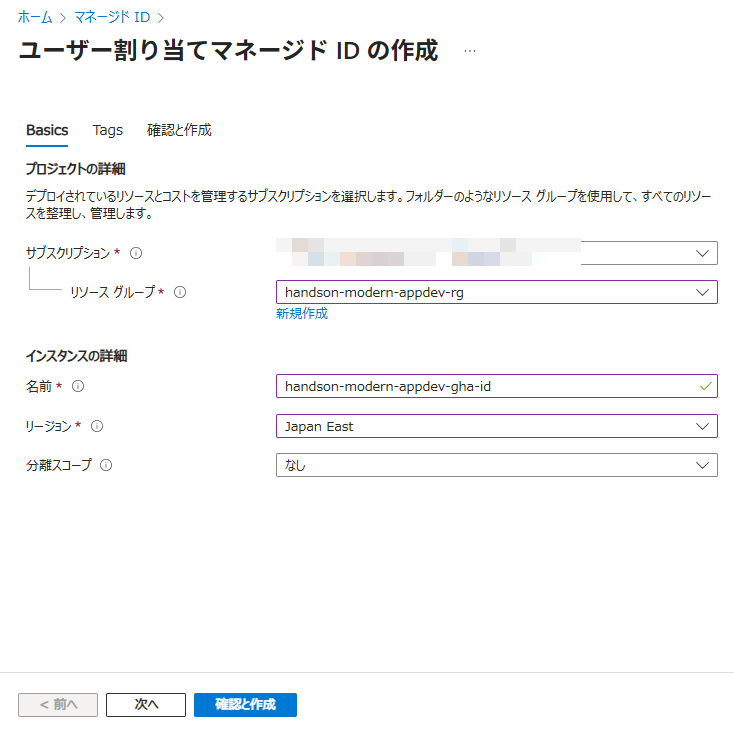 ホーム > マネージド ID >
ユーザー割り当てマネージド ID の作成 …
Basics Tags 確認と作成
プロジェクトの詳細
デプロイされているリソースとコストを管理するサブスクリプションを選択します。フォルダーのようなリソース グループを使用して、すべてのリソー
スを整理し、管理します。
サブスクリプション *
リソース グループ * handson-modern-appdev-rg
新規作成
インスタンスの詳細
名前 * handson-modern-appdev-gha-id
リージョン * Japan East
分離スコープ なし
< 前へ 次へ 確認と作成